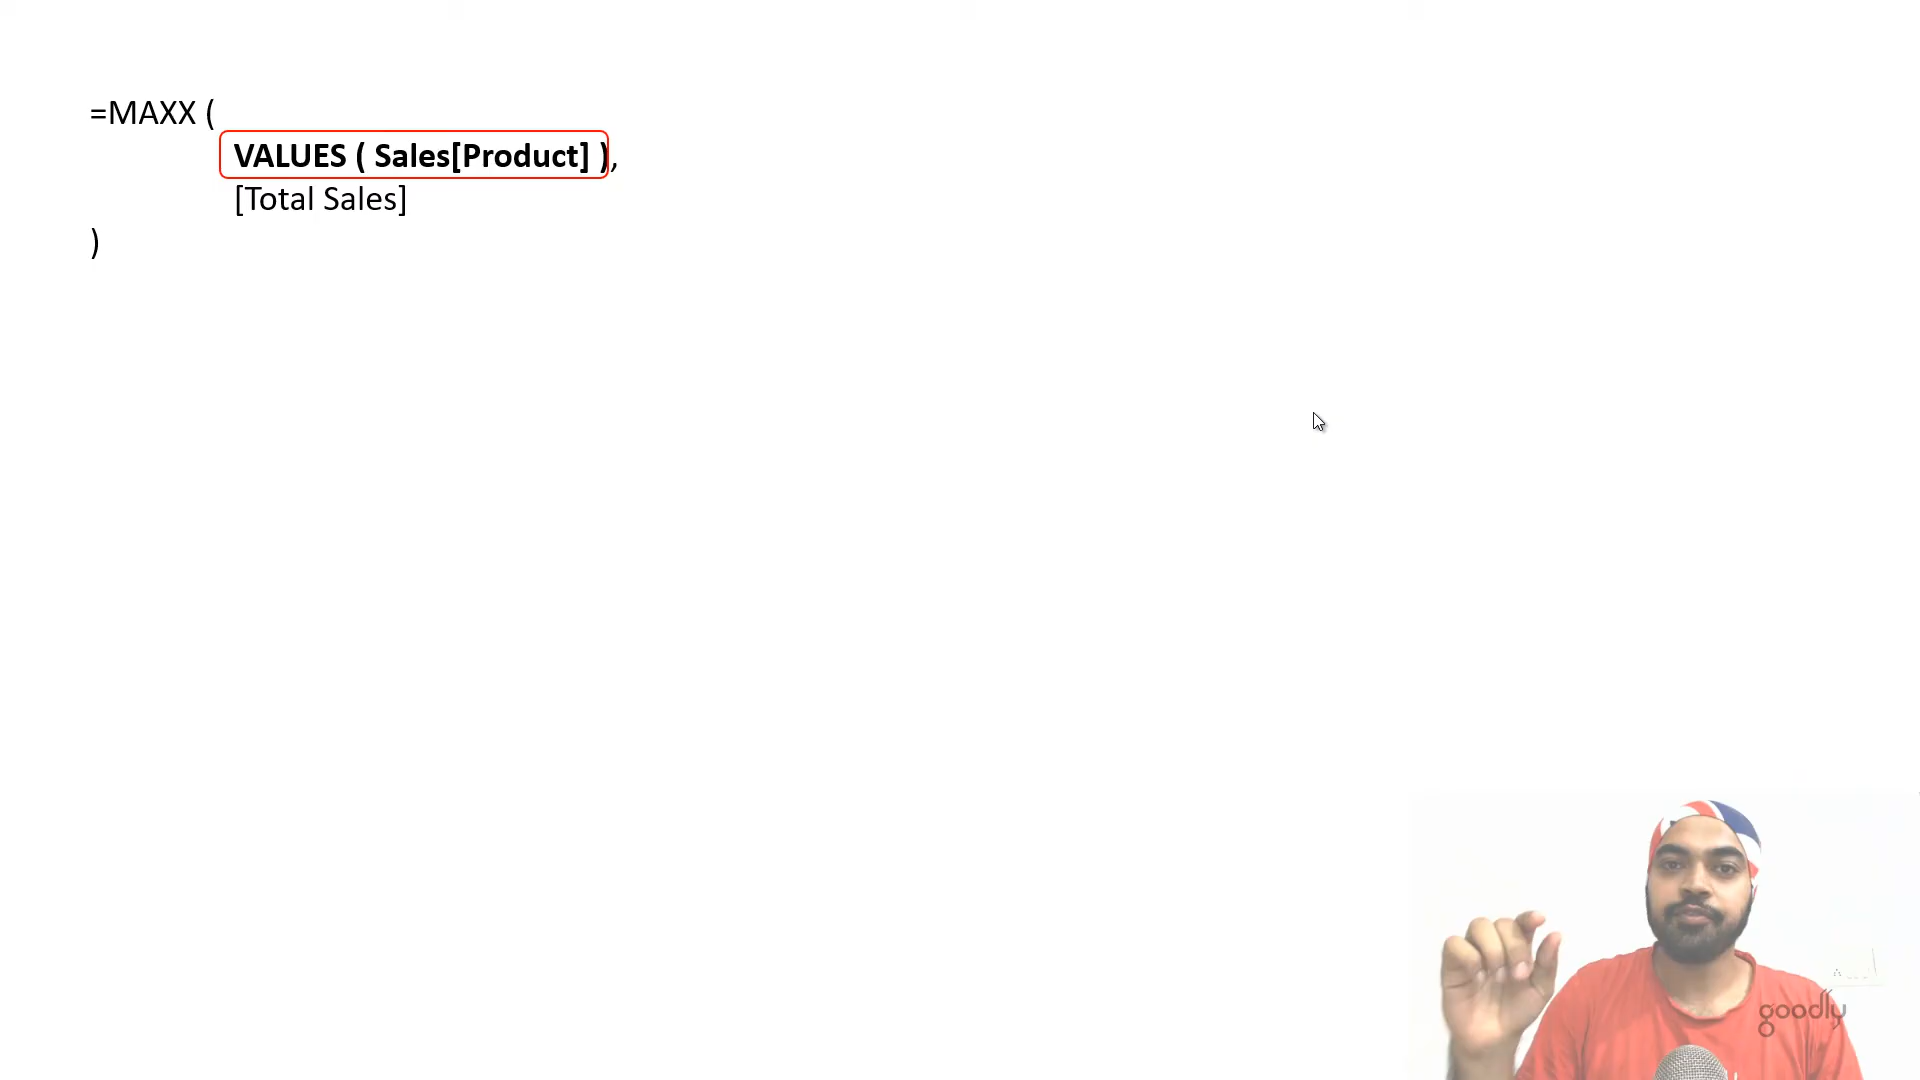 =MAXX (
VALUES ( Sales[Product] ),
[Total Sales]
)
goodly